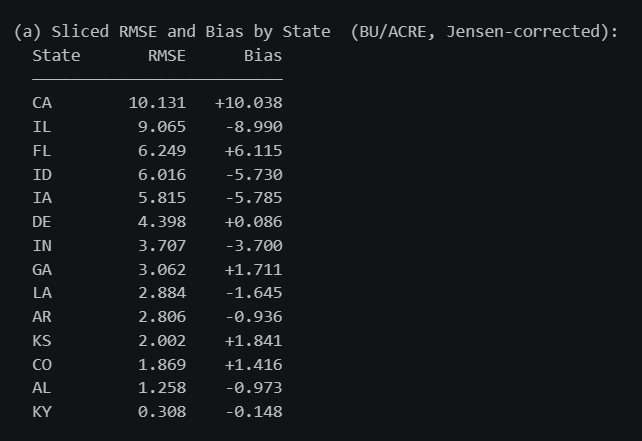 (a) Sliced RMSE and Bias by State  (BU/ACRE, Jensen-corrected):
State RMSE Bias
CA 10.131 +10.038
IL 9.065 -8.990
FL 6.249 +6.115
ID 6.016 -5.730
IA 5.815 -5.785
DE 4.398 +0.086
IN 3.707 -3.700
GA 3.062 +1.711
LA 2.884 -1.645
AR 2.806 -0.936
KS 2.002 +1.841
CO 1.869 +1.416
AL 1.258 -0.973
KY 0.308 -0.148